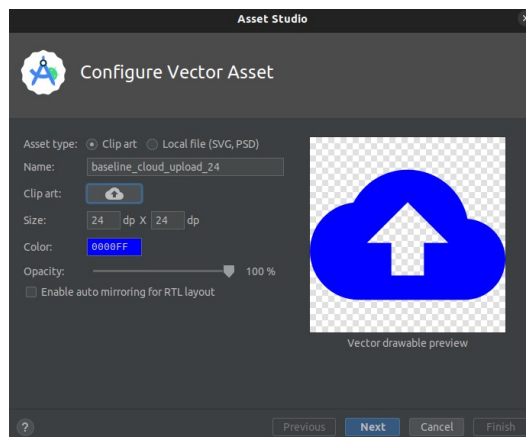 Asset Studio
Configure Vector Asset
Asset type: Clip art Local file (SVG, PSD)
Name: baseline_cloud_upload_24
Clip art:
Size: 24 dp X 24 dp
Color: 0000FF
Opacity: 100 %
Enable auto mirroring for RTL layout
Vector drawable preview
? Previous Next Cancel Finish